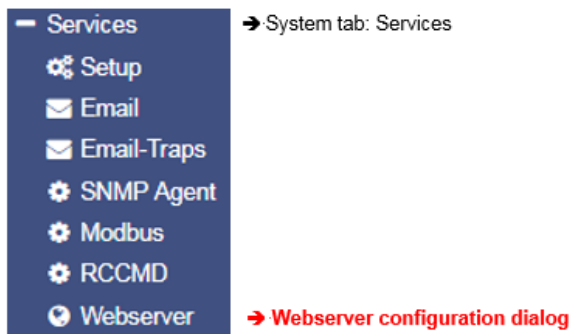 Services → System tab: Services
Setup
Email
Email-Traps
SNMP Agent
Modbus
RCCMD
Webserver → Webserver configuration dialog